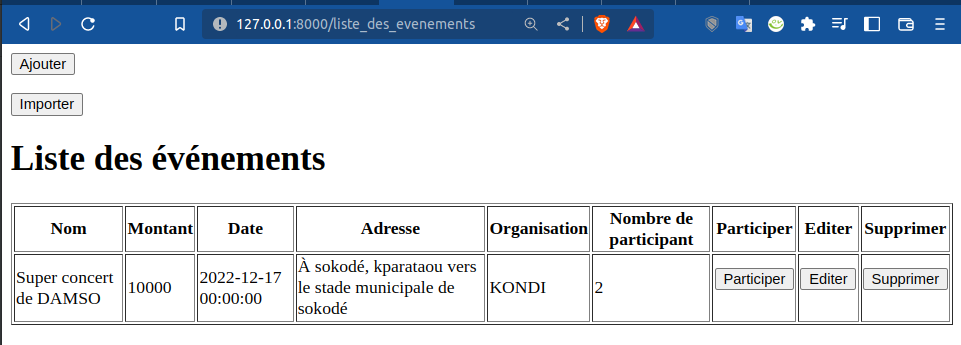 127.0.0.1:8000/liste_des_evenements
Ajouter
Importer
Liste des événements
Nom Montant Date Adresse Organisation Nombre de participant Participer Editer Supprimer
Super concert de DAMSO 10000 2022-12-17 00:00:00 À sokodé, kparataou vers le stade municipale de sokodé KONDI 2 Participer Editer Supprimer